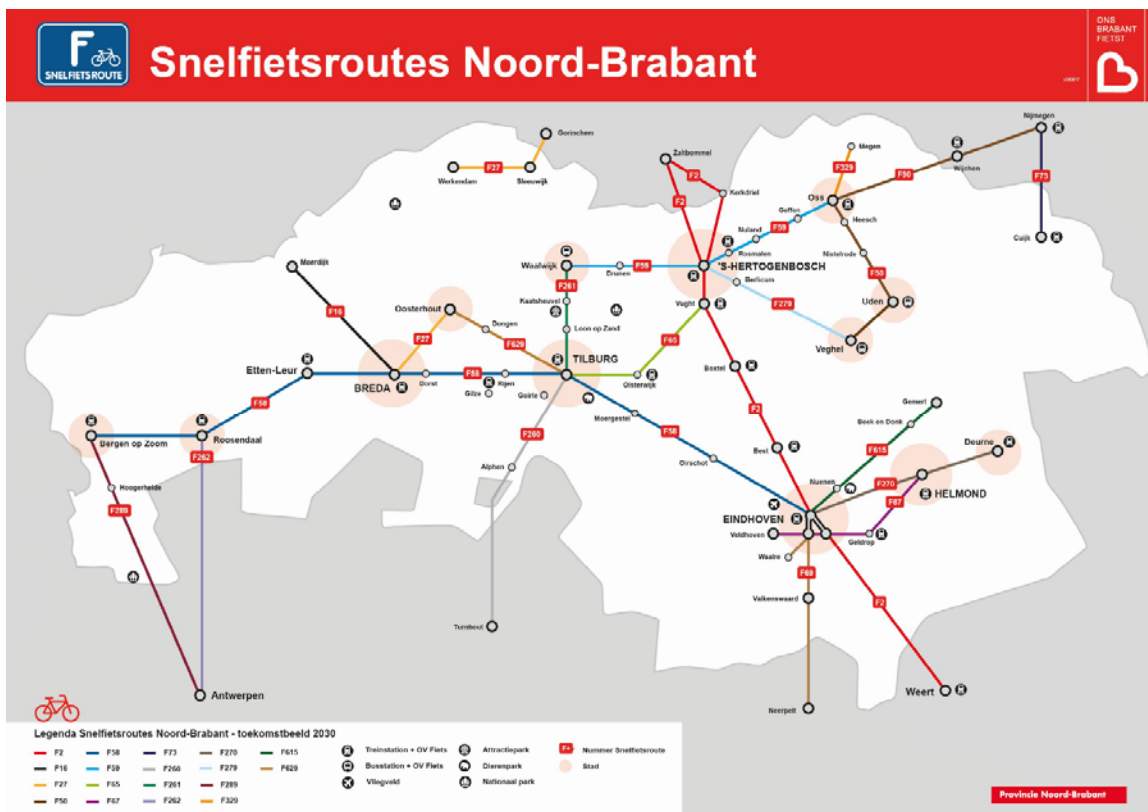 F
SNELFIETSROUTE
Snelfietsroutes Noord-Brabant
ONS
BRABANT
FIETST
Gorinchem
Werkendam
F27
Sleeuwijk
Zaltbommel
F2
F2
Kerkdriel
Megen
F329
Nijmegen
Wijchen
F50
F73
Oss
Cuijk
Geffen
F59
Nuland
Rosmalen
Heesch
Nistelrode
F50
Uden
Moerdijk
Waalwijk
Drunen
F59
'S-HERTOGENBOSCH
Berlicum
F279
Veghel
F261
Kaatsheuvel
Loon op Zand
Vught
F16
Oosterhout
F27
Dongen
F629
TILBURG
F65
Oisterwijk
Boxtel
Etten-Leur
BREDA
Dorst
F58
Rijen
Gilze
Goirle
Moergestel
F58
F2
F58
Bergen op Zoom
Roosendaal
F262
F260
Oirschot
Best
Gemert
Beek en Donk
F615
Deurne
Alphen
Nuenen
F270
HELMOND
F67
Hoogerheide
F289
EINDHOVEN
Veldhoven
Geldrop
Waalre
F69
Valkenswaard
F2
Turnhout
Antwerpen
Weert
Neerpelt
Legenda Snelfietsroutes Noord-Brabant - toekomstbeeld 2030
F2 F58 F73 F270 F615
F16 F59 F260 F279 F629
F27 F65 F261 F289
F50 F67 F262 F329
Treinstation + OV Fiets
Busstation + OV Fiets
Vliegveld
Attractiepark
Dierenpark
Nationaal park
Nummer Snelfietsroute
Stad
Provincie Noord-Brabant